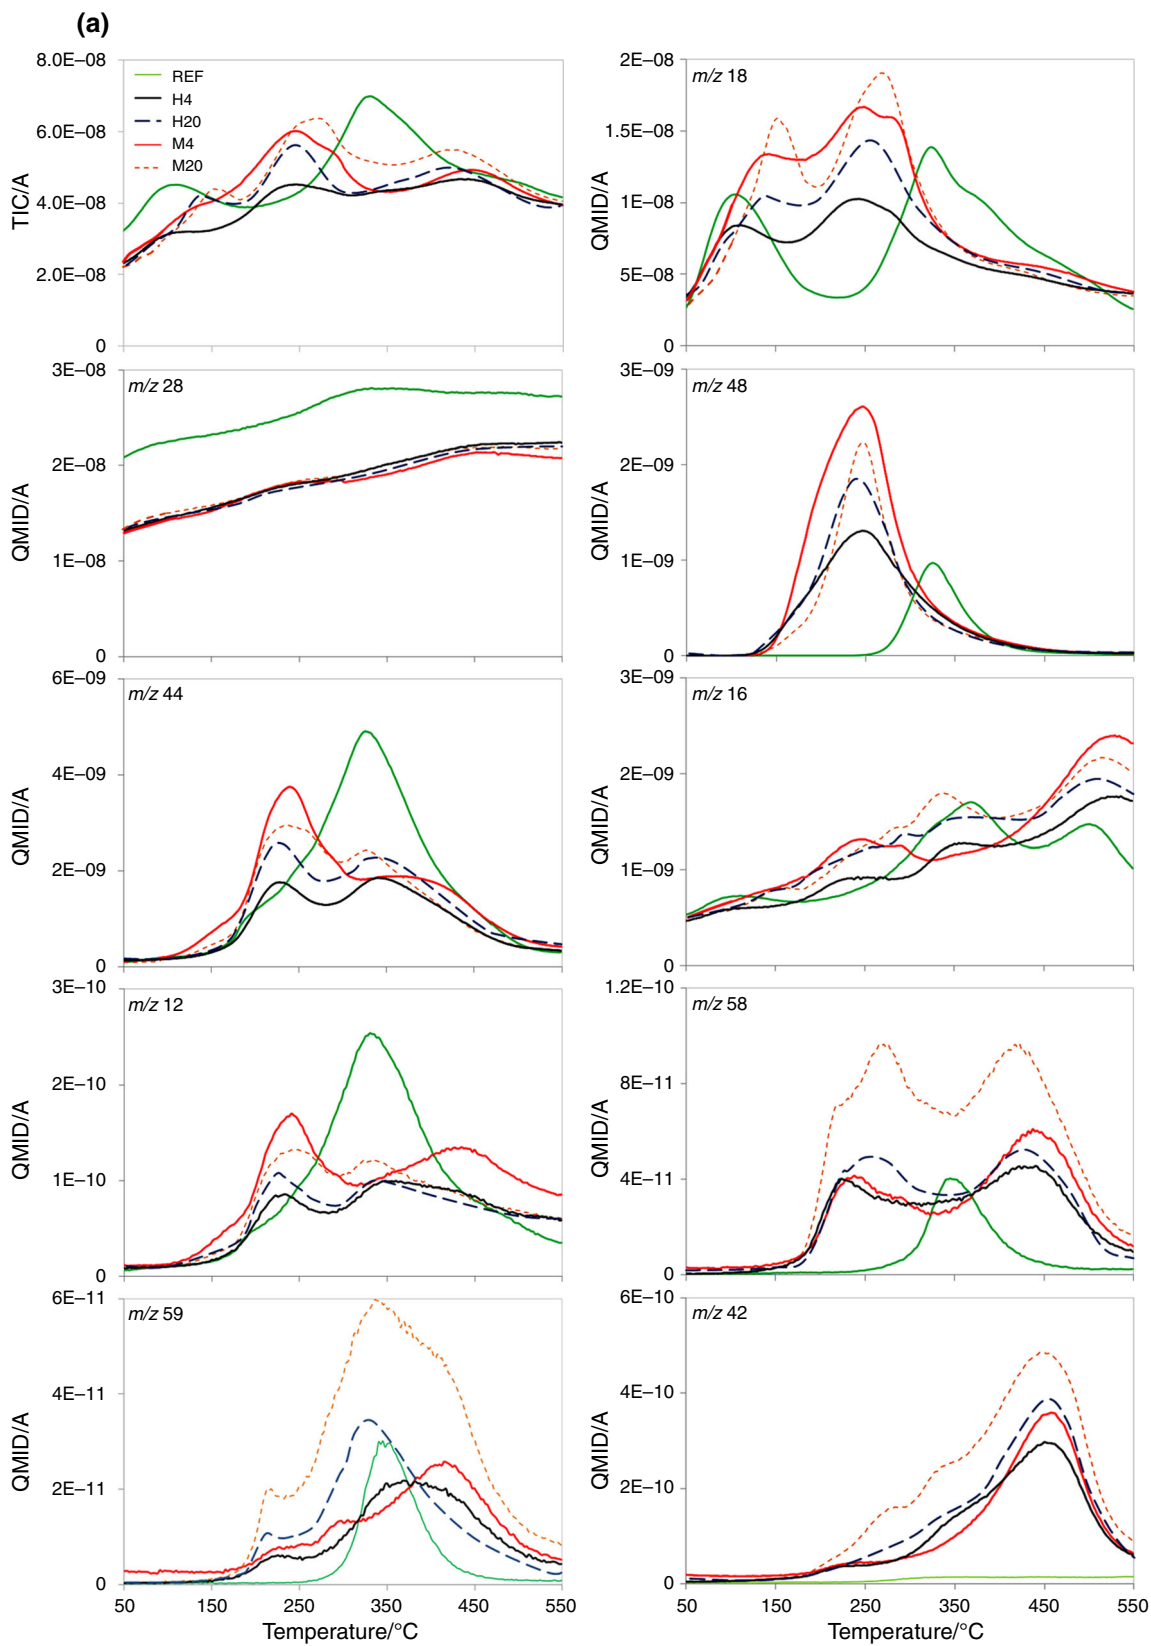 (a)
8.0E–08
6.0E–08
4.0E–08
2.0E–08
0
TIC/A
REF
H4
H20
M4
M20
m/z 18
2E–08
1.5E–08
1E–08
5E–08
0
QMID/A
m/z 28
3E–08
2E–08
1E–08
0
QMID/A
m/z 48
3E–09
2E–09
1E–09
0
QMID/A
m/z 44
6E–09
4E–09
2E–09
0
QMID/A
m/z 16
3E–09
2E–09
1E–09
0
QMID/A
m/z 12
3E–10
2E–10
1E–10
0
QMID/A
m/z 58
1.2E–10
8E–11
4E–11
0
QMID/A
m/z 59
6E–11
4E–11
2E–11
0
QMID/A
50 150 250 350 450 550
Temperature/°C
m/z 42
6E–10
4E–10
2E–10
0
QMID/A
50 150 250 350 450 550
Temperature/°C